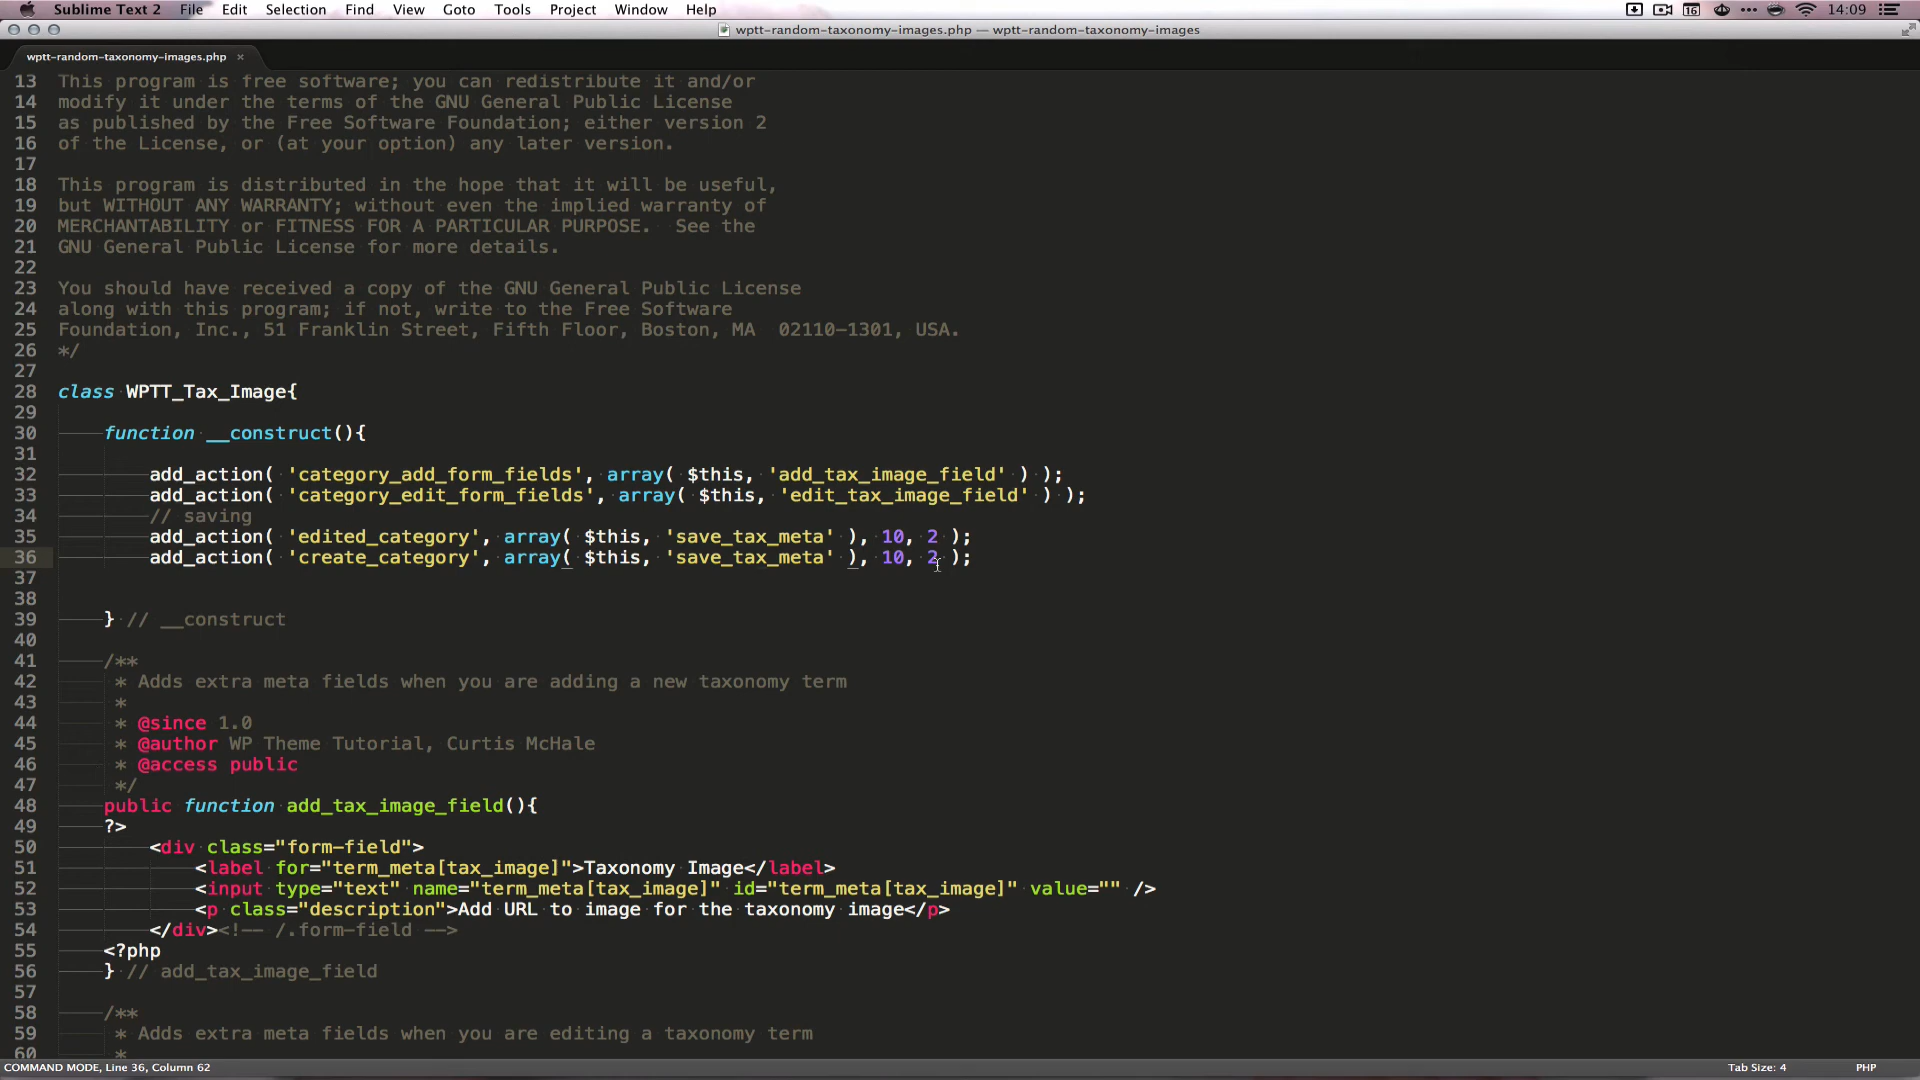 Sublime Text 2 File Edit Selection Find View Goto Tools Project Window Help 16 14:09
wptt-random-taxonomy-images.php — wptt-random-taxonomy-images
wptt-random-taxonomy-images.php ×
13 This program is free software; you can redistribute it and/or
14 modify it under the terms of the GNU General Public License
15 as published by the Free Software Foundation; either version 2
16 of the License, or (at your option) any later version.
17
18 This program is distributed in the hope that it will be useful,
19 but WITHOUT ANY WARRANTY; without even the implied warranty of
20 MERCHANTABILITY or FITNESS FOR A PARTICULAR PURPOSE.  See the
21 GNU General Public License for more details.
22
23 You should have received a copy of the GNU General Public License
24 along with this program; if not, write to the Free Software
25 Foundation, Inc., 51 Franklin Street, Fifth Floor, Boston, MA  02110-1301, USA.
26 */
27
28 class WPTT_Tax_Image{
29
30 function __construct(){
31
32 add_action( 'category_add_form_fields', array( $this, 'add_tax_image_field' ) );
33 add_action( 'category_edit_form_fields', array( $this, 'edit_tax_image_field' ) );
34 // saving
35 add_action( 'edited_category', array( $this, 'save_tax_meta' ), 10, 2 );
36 add_action( 'create_category', array( $this, 'save_tax_meta' ), 10, 2 );
37
38
39 } // __construct
40
41 /**
42 * Adds extra meta fields when you are adding a new taxonomy term
43 *
44 * @since 1.0
45 * @author WP Theme Tutorial, Curtis McHale
46 * @access public
47 */
48 public function add_tax_image_field(){
49 ?>
50 <div class="form-field">
51 <label for="term_meta[tax_image]">Taxonomy Image</label>
52 <input type="text" name="term_meta[tax_image]" id="term_meta[tax_image]" value="" />
53 <p class="description">Add URL to image for the taxonomy image</p>
54 </div><!-- /.form-field -->
55 <?php
56 } // add_tax_image_field
57
58 /**
59 * Adds extra meta fields when you are editing a taxonomy term
60 *
COMMAND MODE, Line 36, Column 62 Tab Size: 4 PHP